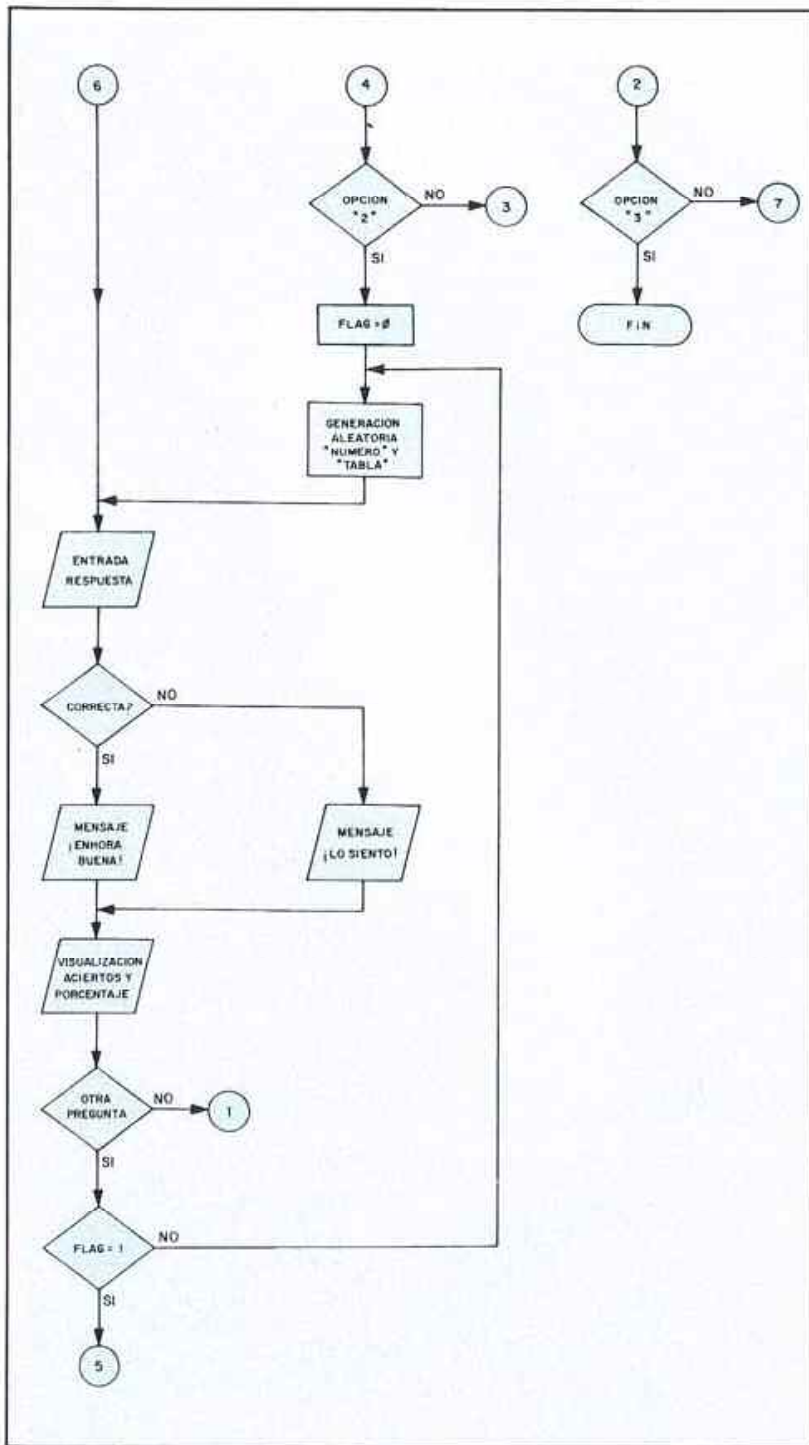 6
4
2
OPCION
"2"
NO
3
SI
OPCION
"3"
NO
7
SI
FLAG=Ø
FIN
GENERACION
ALEATORIA
"NUMERO" Y
"TABLA"
ENTRADA
RESPUESTA
CORRECTA?
NO
SI
MENSAJE
¡ENHORA
BUENA!
MENSAJE
¡LO SIENTO!
VISUALIZACION
ACIERTOS Y
PORCENTAJE
OTRA
PREGUNTA
NO
1
SI
FLAG= 1
NO
SI
5